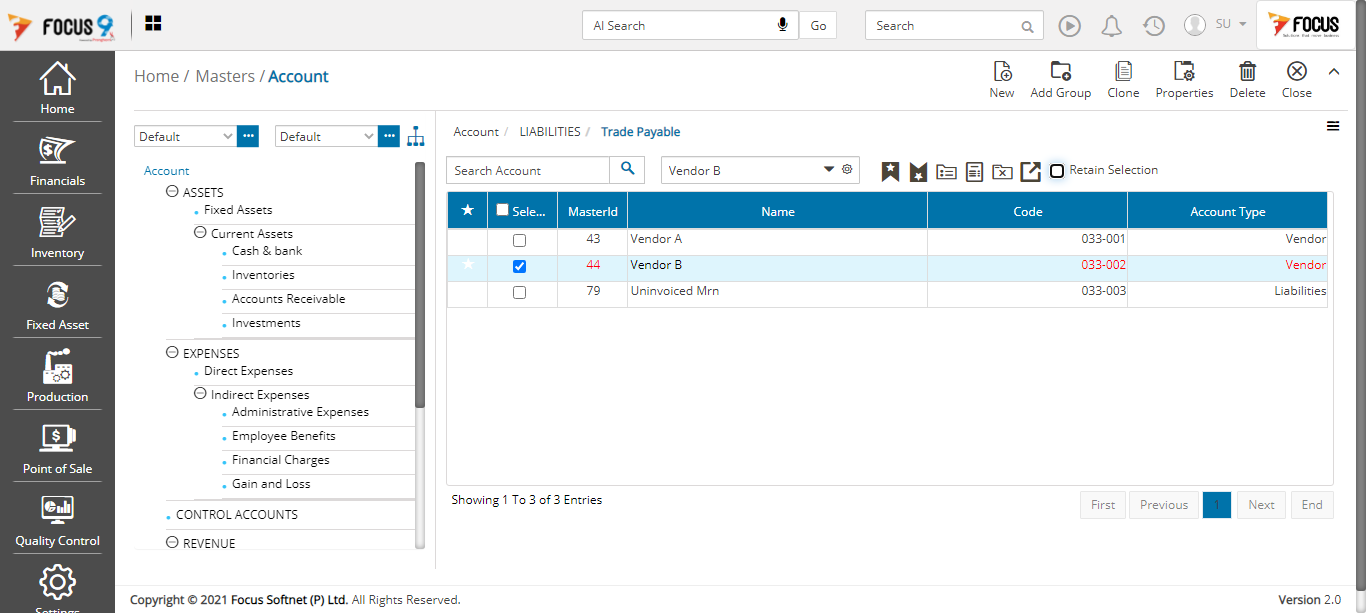 FOCUS 9
AI Search
Go
Search
SU
FOCUS
Home
Financials
Inventory
Fixed Asset
Production
Point of Sale
Quality Control
Settings
Home / Masters / Account
New
Add Group
Clone
Properties
Delete
Close
Default
Default
Account
ASSETS
Fixed Assets
Current Assets
Cash & bank
Inventories
Accounts Receivable
Investments
EXPENSES
Direct Expenses
Indirect Expenses
Administrative Expenses
Employee Benefits
Financial Charges
Gain and Loss
CONTROL ACCOUNTS
REVENUE
Account / LIABILITIES / Trade Payable
Search Account
Vendor B
Retain Selection
Sele... MasterId Name Code Account Type
43 Vendor A 033-001 Vendor
44 Vendor B 033-002 Vendor
79 Uninvoiced Mrn 033-003 Liabilities
Showing 1 To 3 of 3 Entries
First Previous 1 Next End
Copyright © 2021 Focus Softnet (P) Ltd. All Rights Reserved.
Version 2.0